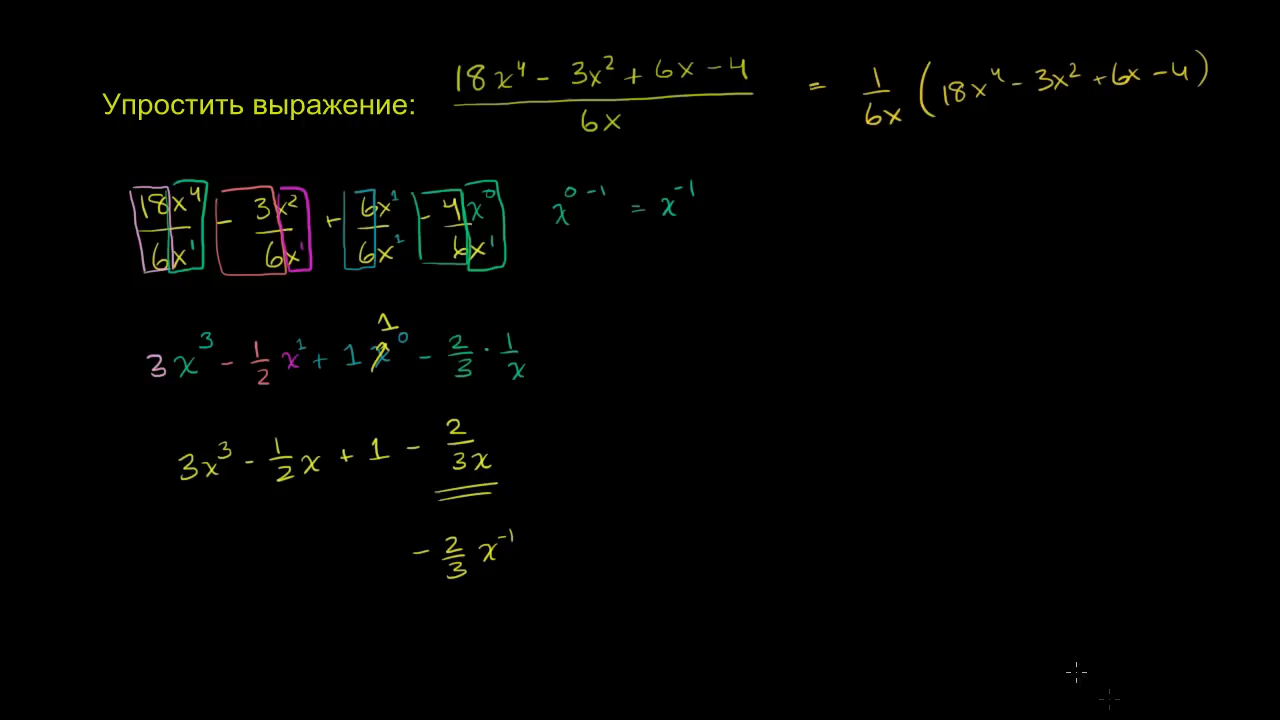 Упростить выражение: (18x⁴ − 3x² + 6x − 4)/(6x) = 1/(6x) (18x⁴ − 3x² + 6x − 4)
18x⁴/6x¹ − 3x²/6x¹ + 6x¹/6x¹ − 4x⁰/6x¹ x⁰⁻¹ = x⁻¹
1
3x³ − 1/2 x¹ + 1x⁰ − 2/3 · 1/x
3x³ − 1/2 x + 1 − 2/(3x)
− 2/3 x⁻¹